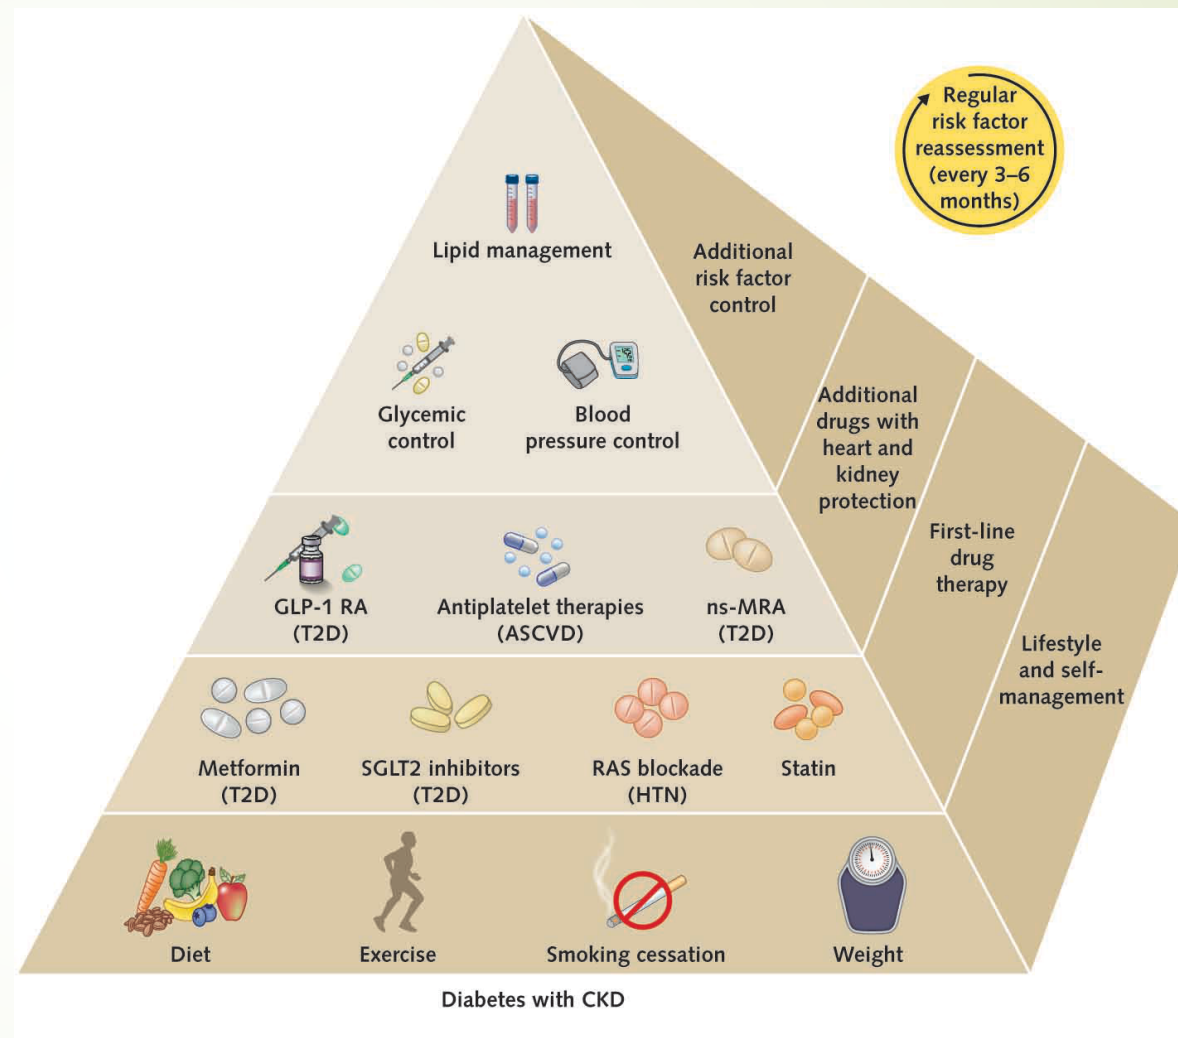 Regular
risk factor
reassessment
(every 3–6
months)
Lipid management
Additional
risk factor
control
Glycemic
control
Blood
pressure control
Additional
drugs with
heart and
kidney
protection
GLP-1 RA
(T2D)
Antiplatelet therapies
(ASCVD)
ns-MRA
(T2D)
First-line
drug
therapy
Metformin
(T2D)
SGLT2 inhibitors
(T2D)
RAS blockade
(HTN)
Statin
Lifestyle
and self-
management
Diet
Exercise
Smoking cessation
Weight
Diabetes with CKD